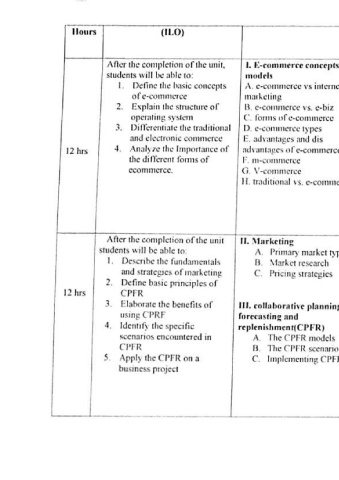 Hours
(ILO)
After the completion of the unit,
students will be able to:
1. Define the basic concepts
of e-commerce
2. Explain the structure of
operating system
3. Differentiate the traditional
and electronic commerce
4. Analyze the Importance of
the different forms of
ecommerce.
12 hrs
I. E-commerce concepts
models
A. e-commerce vs interne
marketing
B. e-commerce vs. e-biz
C. forms of e-commerce
D. e-commerce types
E. advantages and dis
advantages of e-commerc
F. m-commerce
G. V-commerce
H. traditional vs. e-comme
After the completion of the unit
students will be able to:
1. Describe the fundamentals
and strategies of marketing
2. Define basic principles of
CPFR
3. Elaborate the benefits of
using CPRF
4. Identify the specific
scenarios encountered in
CPFR
5. Apply the CPFR on a
business project
12 hrs
II. Marketing
A. Primary market typ
B. Market research
C. Pricing strategies
III. collaborative planning
forecasting and
replenishment(CPFR)
A. The CPFR models
B. The CPFR scenario
C. Implementing CPF